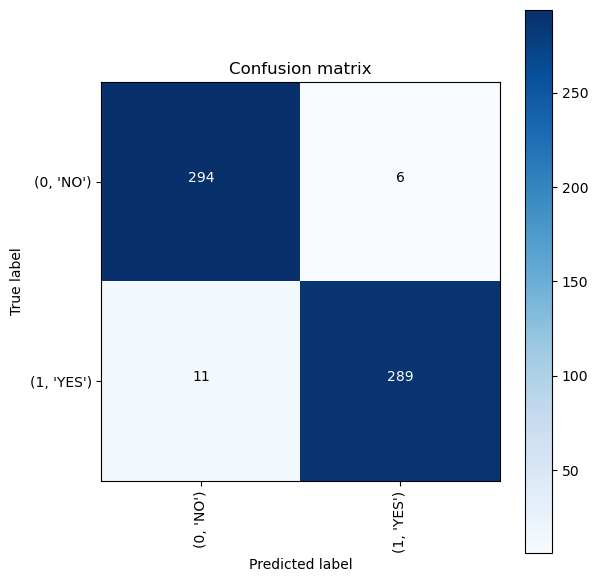 Confusion matrix
True label
(0, 'NO')
294
6
(1, 'YES')
11
289
(0, 'NO')
(1, 'YES')
Predicted label
250
200
150
100
50